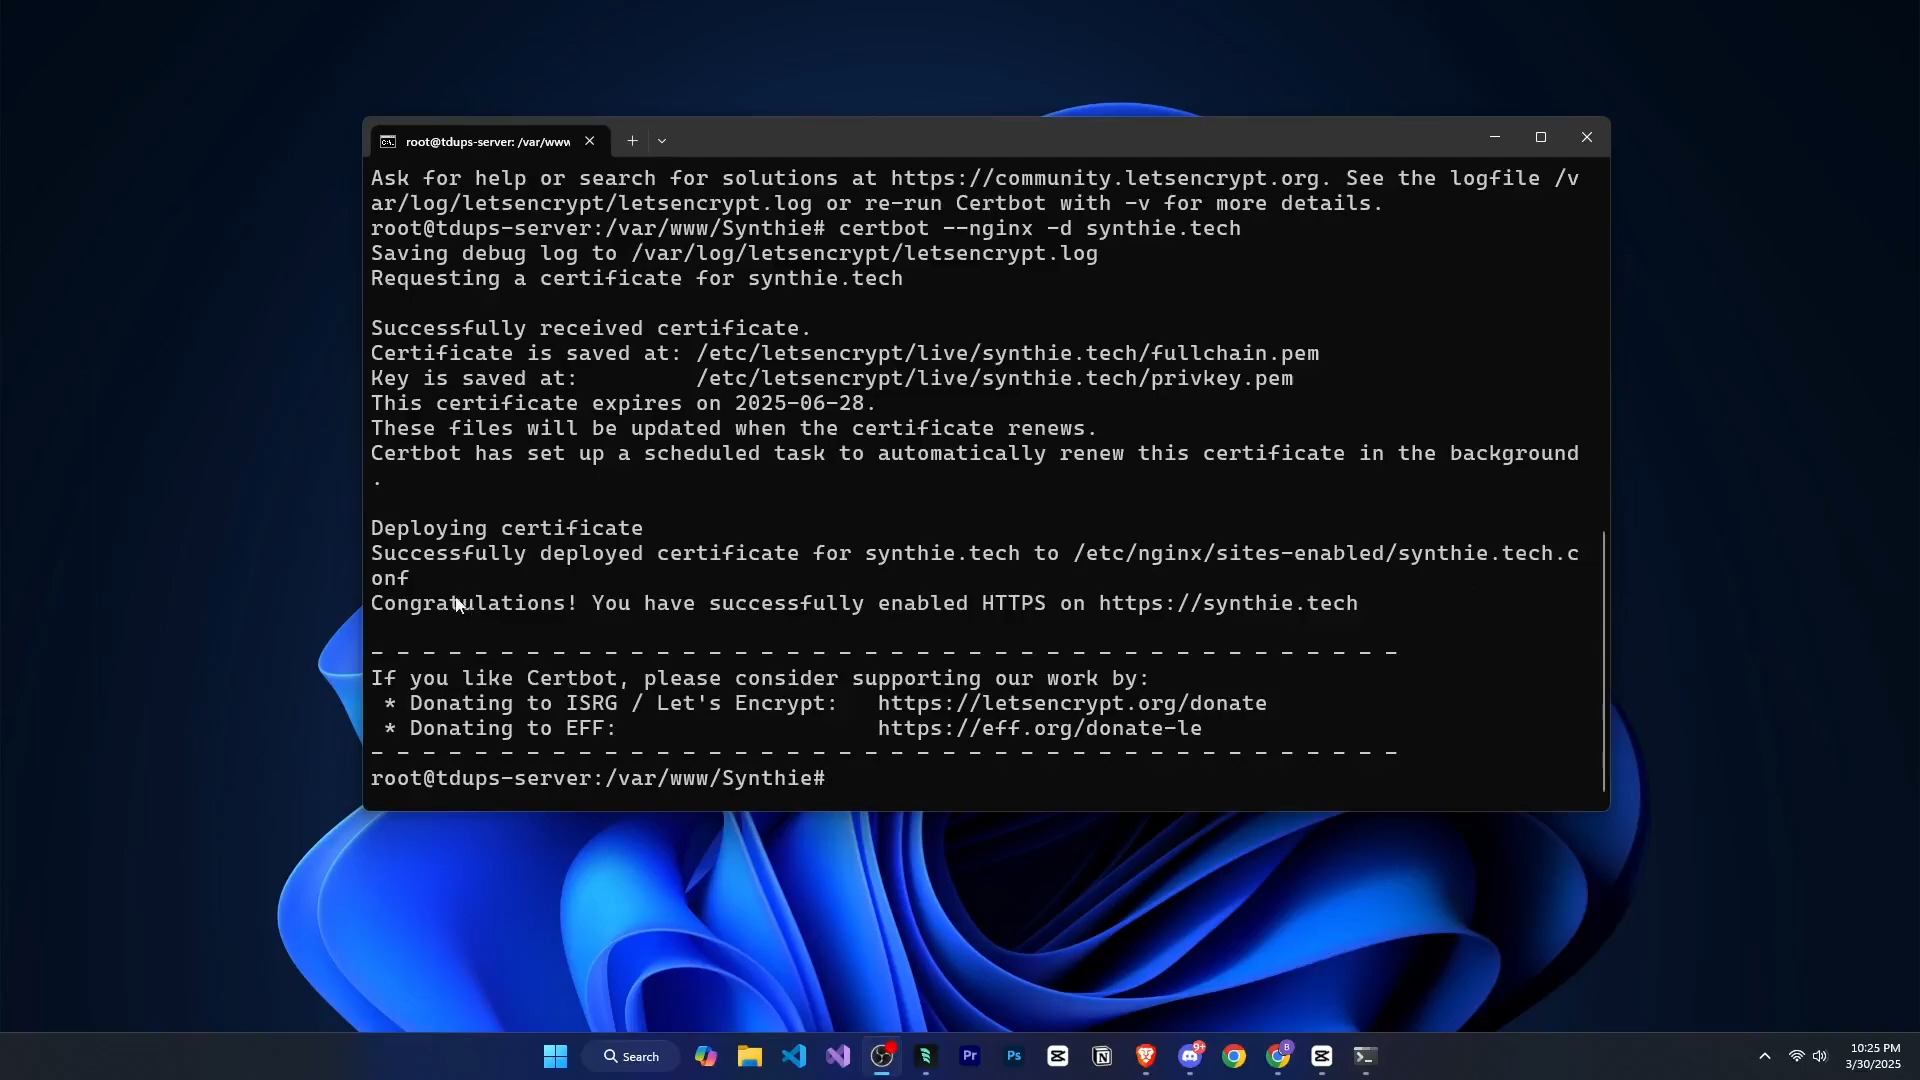 root@tdups-server: /var/www
Ask for help or search for solutions at https://community.letsencrypt.org. See the logfile /v
ar/log/letsencrypt/letsencrypt.log or re-run Certbot with -v for more details.
root@tdups-server:/var/www/Synthie# certbot --nginx -d synthie.tech
Saving debug log to /var/log/letsencrypt/letsencrypt.log
Requesting a certificate for synthie.tech
Successfully received certificate.
Certificate is saved at: /etc/letsencrypt/live/synthie.tech/fullchain.pem
Key is saved at:         /etc/letsencrypt/live/synthie.tech/privkey.pem
This certificate expires on 2025-06-28.
These files will be updated when the certificate renews.
Certbot has set up a scheduled task to automatically renew this certificate in the background
.
Deploying certificate
Successfully deployed certificate for synthie.tech to /etc/nginx/sites-enabled/synthie.tech.c
onf
Congratulations! You have successfully enabled HTTPS on https://synthie.tech
- - - - - - - - - - - - - - - - - - - - - - - - - - - - - - - - - - - - - - - -
If you like Certbot, please consider supporting our work by:
 * Donating to ISRG / Let's Encrypt:   https://letsencrypt.org/donate
 * Donating to EFF:                    https://eff.org/donate-le
- - - - - - - - - - - - - - - - - - - - - - - - - - - - - - - - - - - - - - - -
root@tdups-server:/var/www/Synthie#
Search
Pr
Ps
9+
B
10:25 PM
3/30/2025